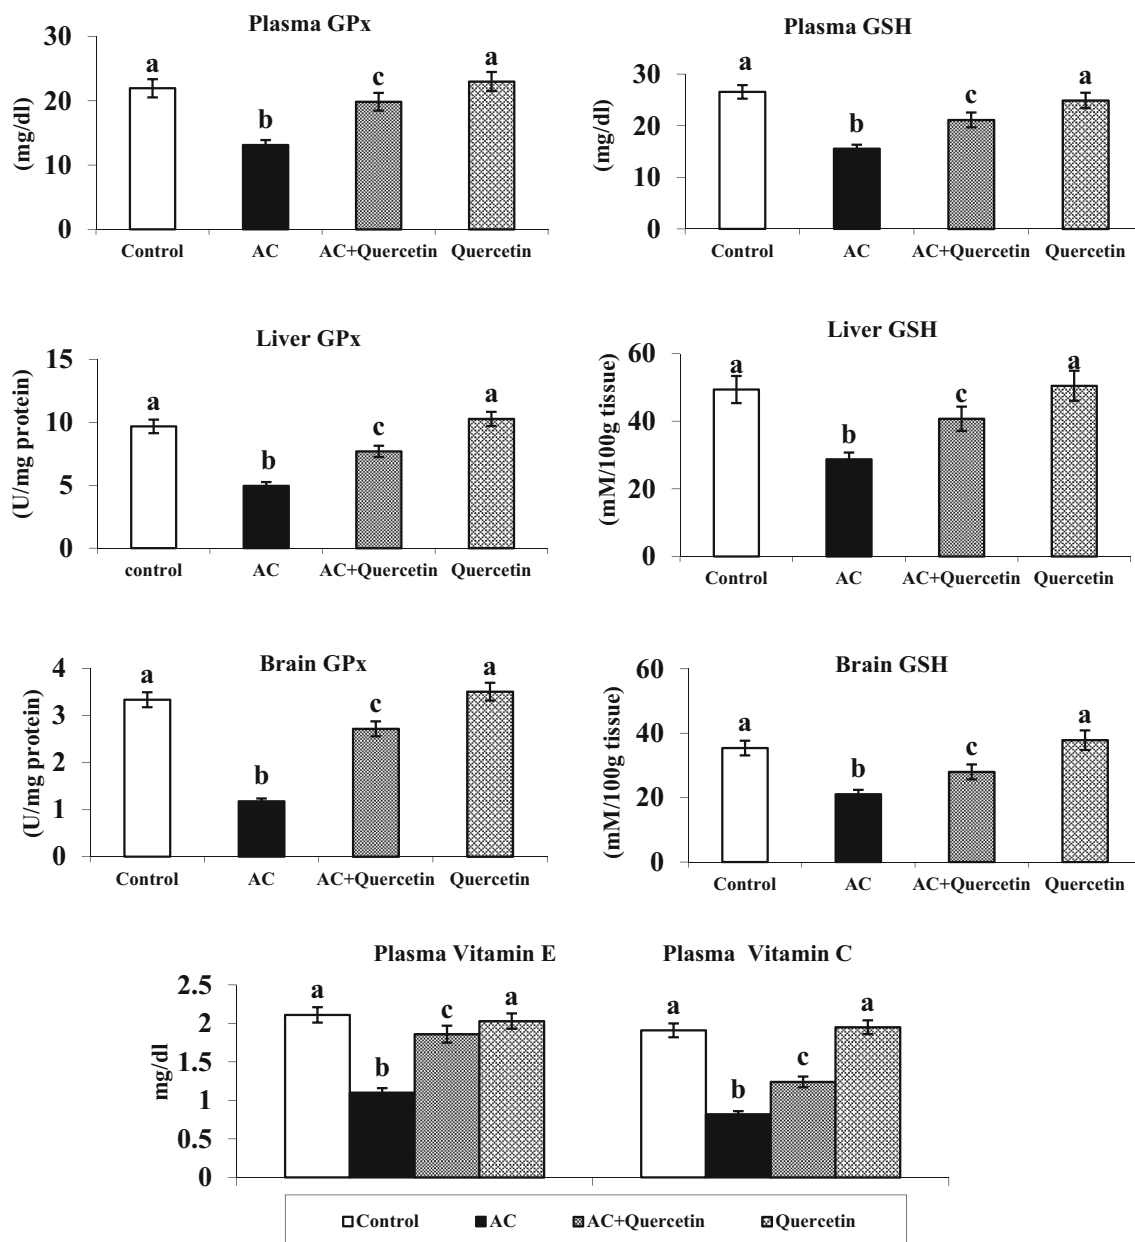 Plasma GPx
(mg/dl)
30
20
10
0
a
b
c
a
Control AC AC+Quercetin Quercetin
Plasma GSH
(mg/dl)
30
20
10
0
a
b
c
a
Control AC AC+Quercetin Quercetin
Liver GPx
(U/mg protein)
15
10
5
0
a
b
c
a
control AC AC+Quercetin Quercetin
Liver GSH
(mM/100g tissue)
60
40
20
0
a
b
c
a
Control AC AC+Quercetin Quercetin
Brain GPx
(U/mg protein)
4
3
2
1
0
a
b
c
a
Control AC AC+Quercetin Quercetin
Brain GSH
(mM/100g tissue)
60
40
20
0
a
b
c
a
Control AC AC+Quercetin Quercetin
Plasma Vitamin E Plasma Vitamin C
mg/dl
2.5
2
1.5
1
0.5
0
a
b
c
a
a
b
c
a
Control AC AC+Quercetin Quercetin